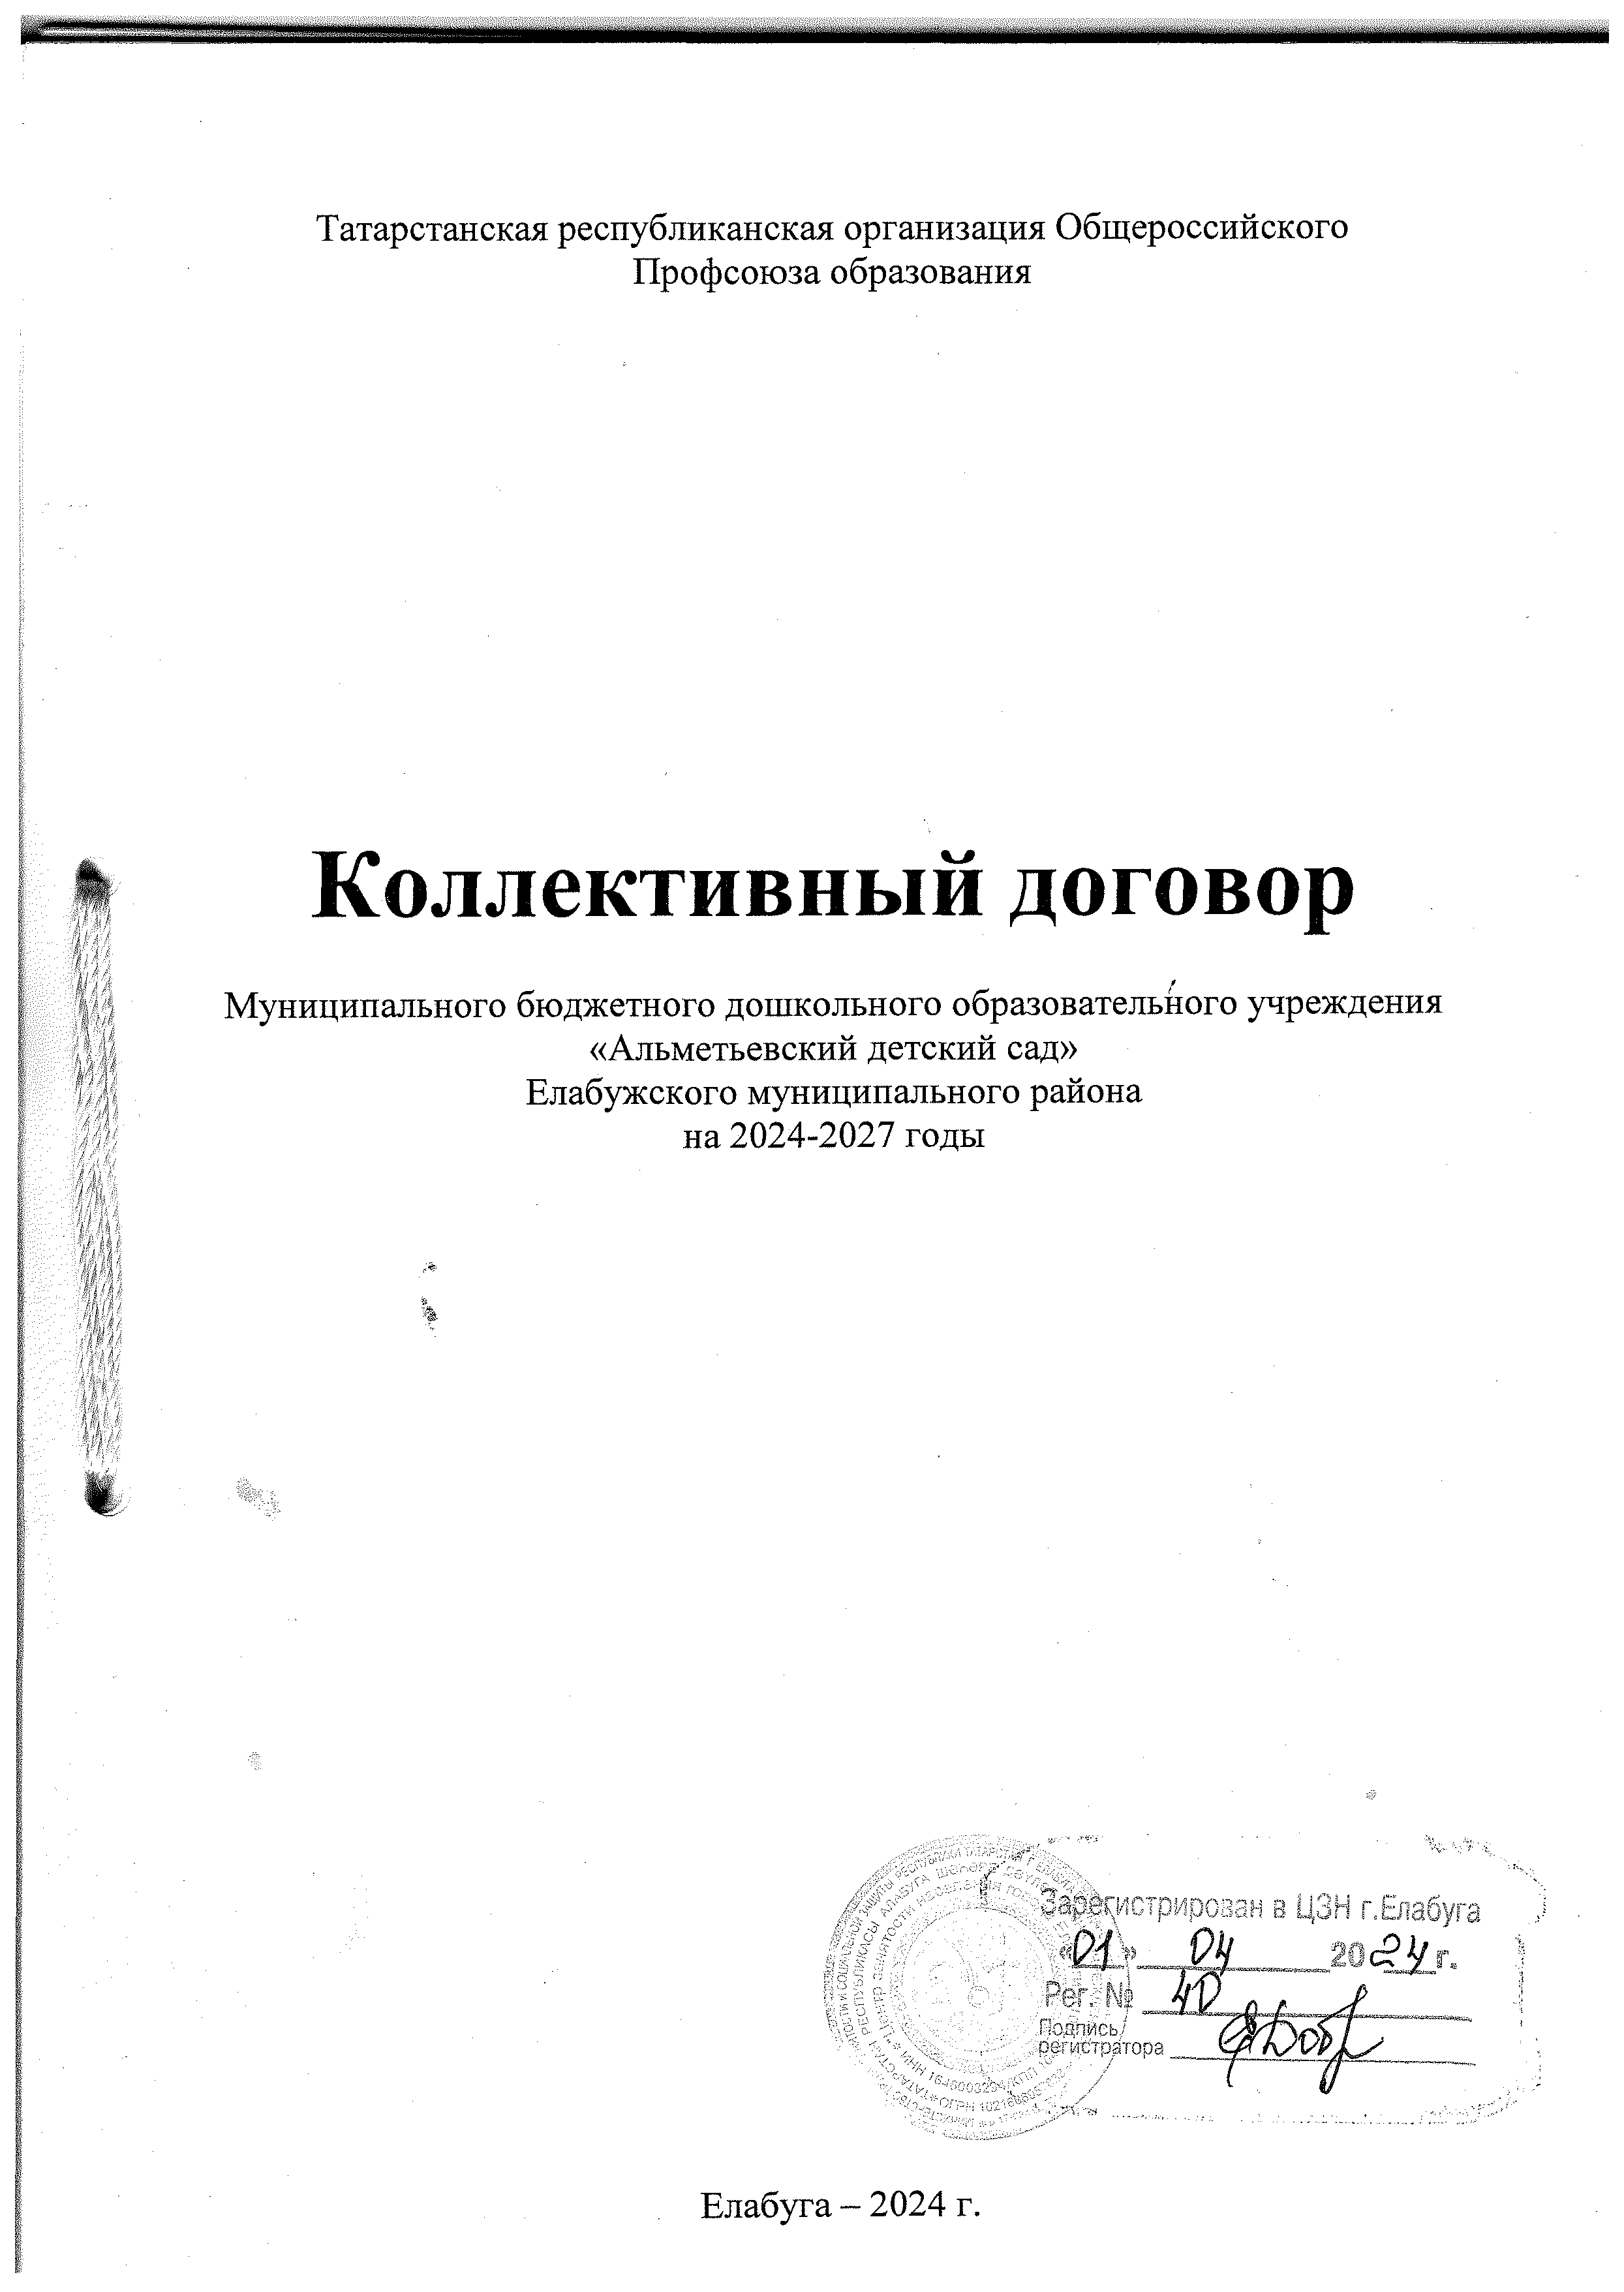 Татарстанская республиканская организация Общероссийского
Профсоюза образования
Коллективный договор
Муниципального бюджетного дошкольного образовательного учреждения
«Альметьевский детский сад»
Елабужского муниципального района
на 2024-2027 годы
Зарегистрирован в ЦЗН г.Елабуга
«01» 04 2024 г.
Рег. № 40
Подпись
регистратора
Елабуга – 2024 г.